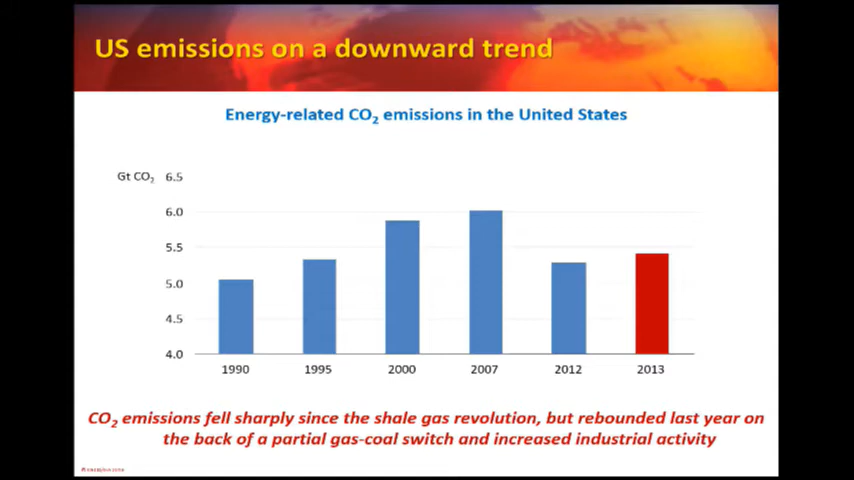 US emissions on a downward trend
Energy-related CO₂ emissions in the United States
Gt CO₂ 6.5
6.0
5.5
5.0
4.5
4.0
1990 1995 2000 2007 2012 2013
CO₂ emissions fell sharply since the shale gas revolution, but rebounded last year on
the back of a partial gas-coal switch and increased industrial activity